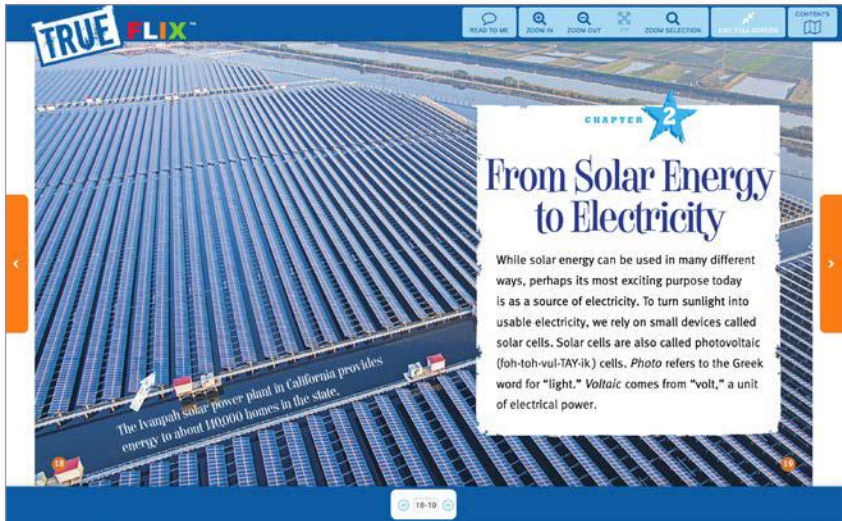 TRUE FLIX™
READ TO ME
ZOOM IN
ZOOM OUT
FIT
ZOOM SELECTION
EXIT FULL SCREEN
CONTENTS
CHAPTER 2
From Solar Energy
to Electricity
While solar energy can be used in many different
ways, perhaps its most exciting purpose today
is as a source of electricity. To turn sunlight into
usable electricity, we rely on small devices called
solar cells. Solar cells are also called photovoltaic
(foh-toh-vul-TAY-ik) cells. Photo refers to the Greek
word for “light.” Voltaic comes from “volt,” a unit
of electrical power.
The Ivanpah solar power plant in California provides
energy to about 140,000 homes in the state.
18
19
18-19